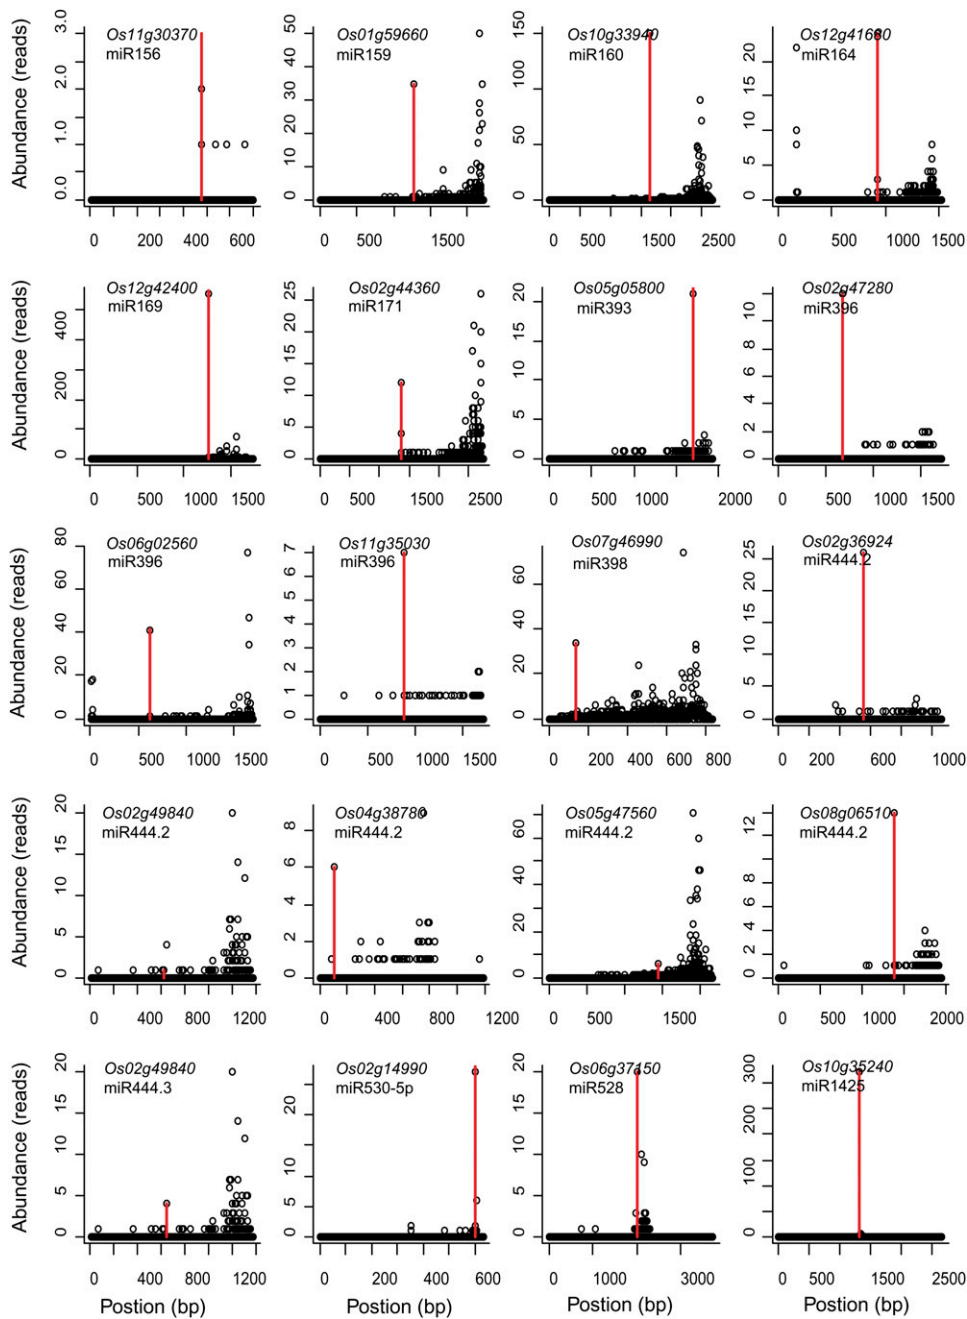 Abundance (reads)
Os11g30370
miR156
3.0
2.0
1.0
0.0
0 200 400 600
Os01g59660
miR159
50
40
30
20
10
0
0 500 1500
Os10g33940
miR160
150
100
50
0
0 500 1500 2500
Os12g41680
miR164
20
15
10
5
0
0 500 1000 1500
Abundance (reads)
Os12g42400
miR169
400
200
0
0 500 1000 1500
Os02g44360
miR171
25
20
15
10
5
0
0 500 1500 2500
Os05g05800
miR393
20
15
10
5
0
0 500 1000 2000
Os02g47280
miR396
10
8
6
4
2
0
0 500 1000 1500
Abundance (reads)
Os06g02560
miR396
80
60
40
20
0
0 500 1000 1500
Os11g35030
miR396
7
6
5
4
3
2
1
0
0 500 1000 1500
Os07g46990
miR398
60
40
20
0
0 200 400 600 800
Os02g36924
miR444.2
25
20
15
10
5
0
0 200 600 1000
Abundance (reads)
Os02g49840
miR444.2
20
15
10
5
0
0 400 800 1200
Os04g38780
miR444.2
8
6
4
2
0
0 400 800 1200
Os05g47560
miR444.2
70
60
50
40
20
0
0 500 1500
Os08g06510
miR444.2
12
8
6
4
2
0
0 500 1000 2000
Abundance (reads)
Os02g49840
miR444.3
20
15
10
5
0
0 400 800 1200
Postion (bp)
Os02g14990
miR530-5p
20
15
10
5
0
0 200 400 600
Postion (bp)
Os06g37150
miR528
20
15
10
5
0
0 1000 3000
Postion (bp)
Os10g35240
miR1425
300
200
100
0
0 500 1500 2500
Postion (bp)